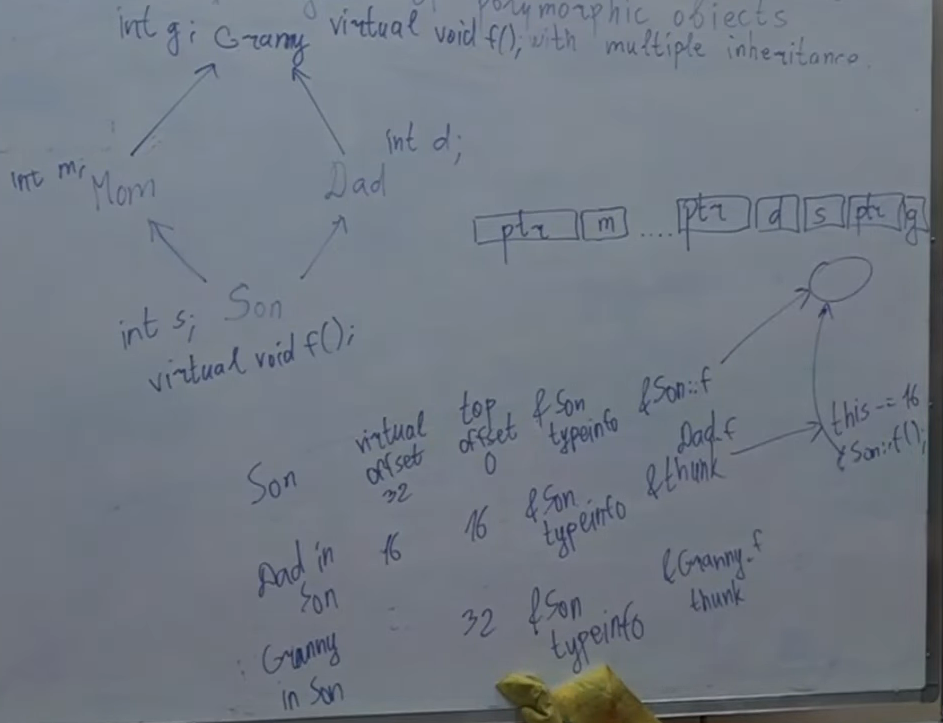 polymorphic objects
int g; Granny virtual void f(); with multiple inheritance.
int d;
int m; Mom Dad
ptr m .... ptr d s ptr g
int s; Son
virtual void f();
Son virtual offset 32 top offset 0 &Son typeinfo &Son::f
this -= 16
Son::f();
Dad in Son 16 16 &Son typeinfo Dad.f &thunk
Granny in Son 32 &Son typeinfo &Granny.f thunk